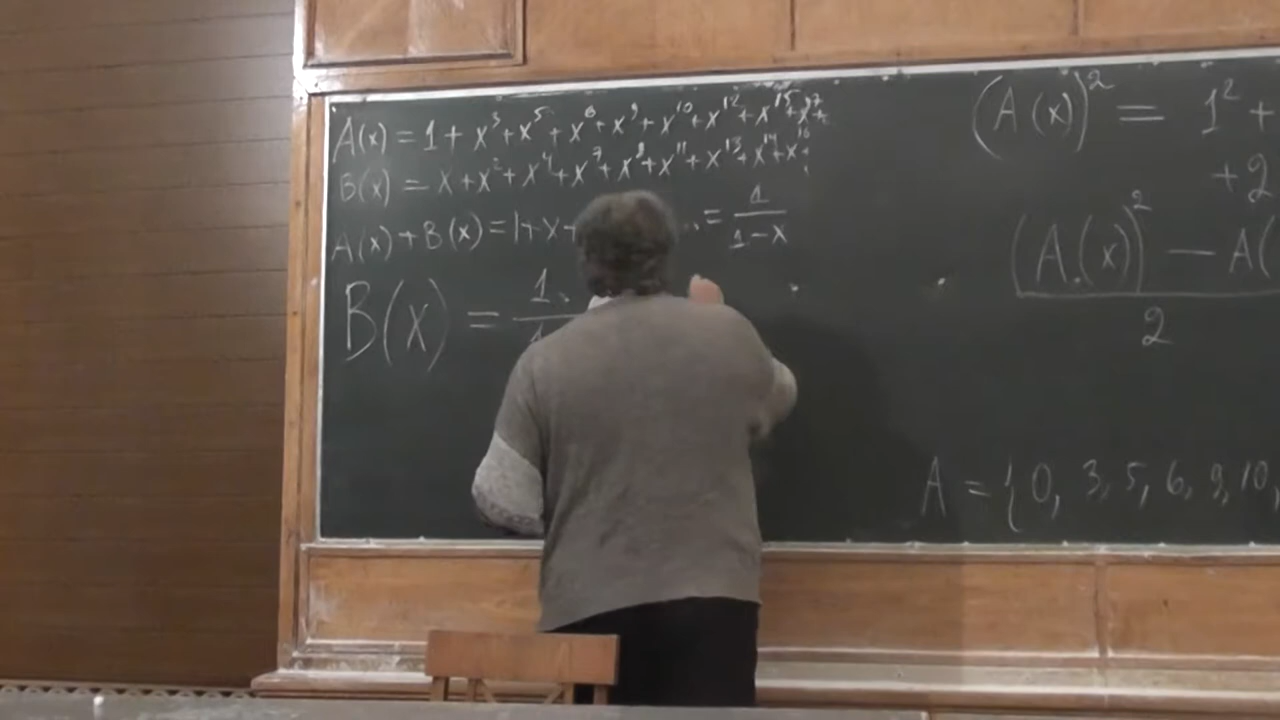 A(x) = 1 + x³ + x⁵ + x⁶ + x⁹ + x¹⁰ + x¹² + x¹⁵ + x¹⁷ +
B(x) = x + x² + x⁴ + x⁷ + x⁸ + x¹¹ + x¹³ + x¹⁴ + x¹⁶ +
A(x) + B(x) = 1 + x + ... = 1/(1-x)
B(x) = 1
(A(x))² = 1² +
+ 2
((A(x))² - A(
2
A = {0, 3, 5, 6, 9, 10,